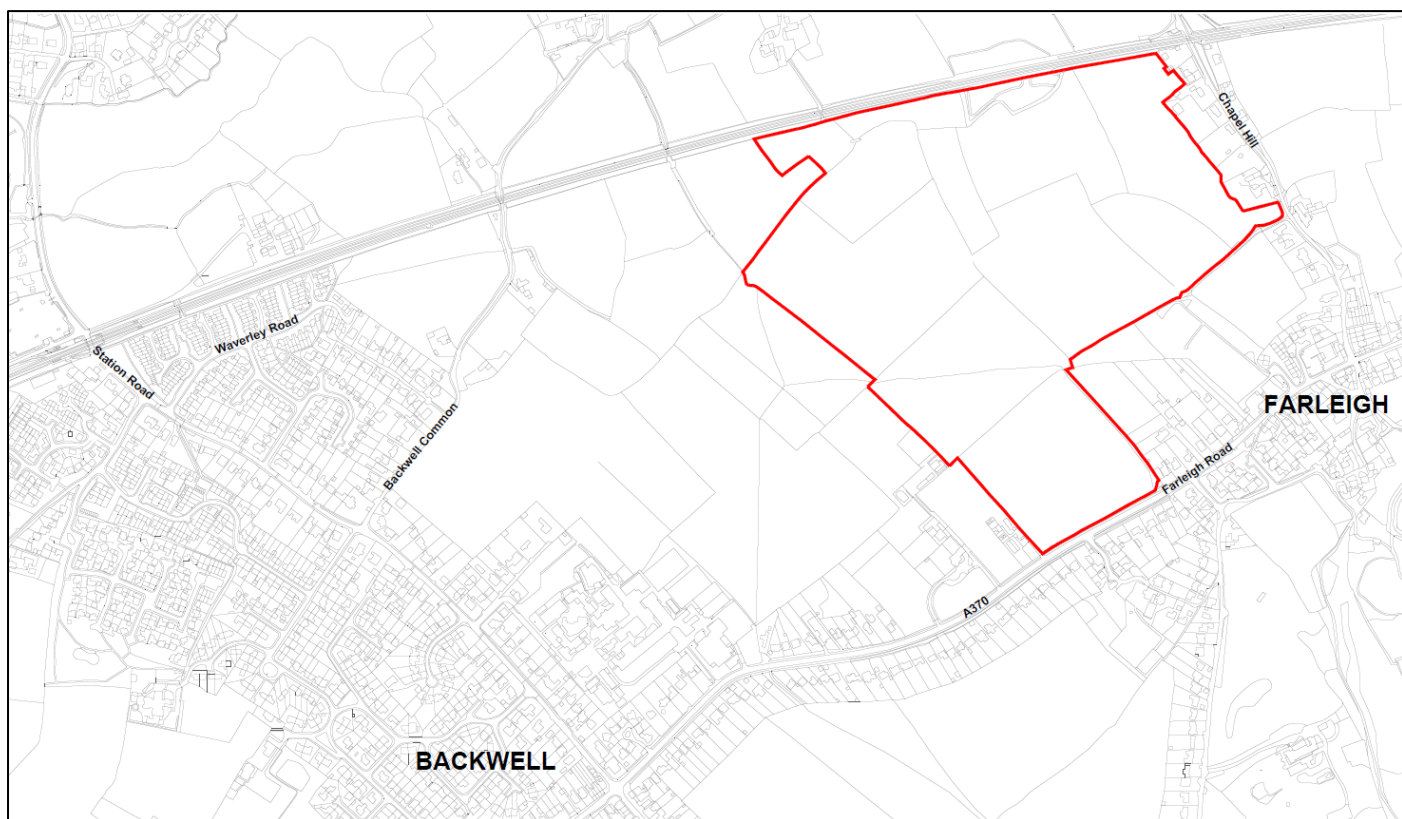 Chapel Hill
Waverley Road
Station Road
Backwell Common
FARLEIGH
Farleigh Road
A370
BACKWELL